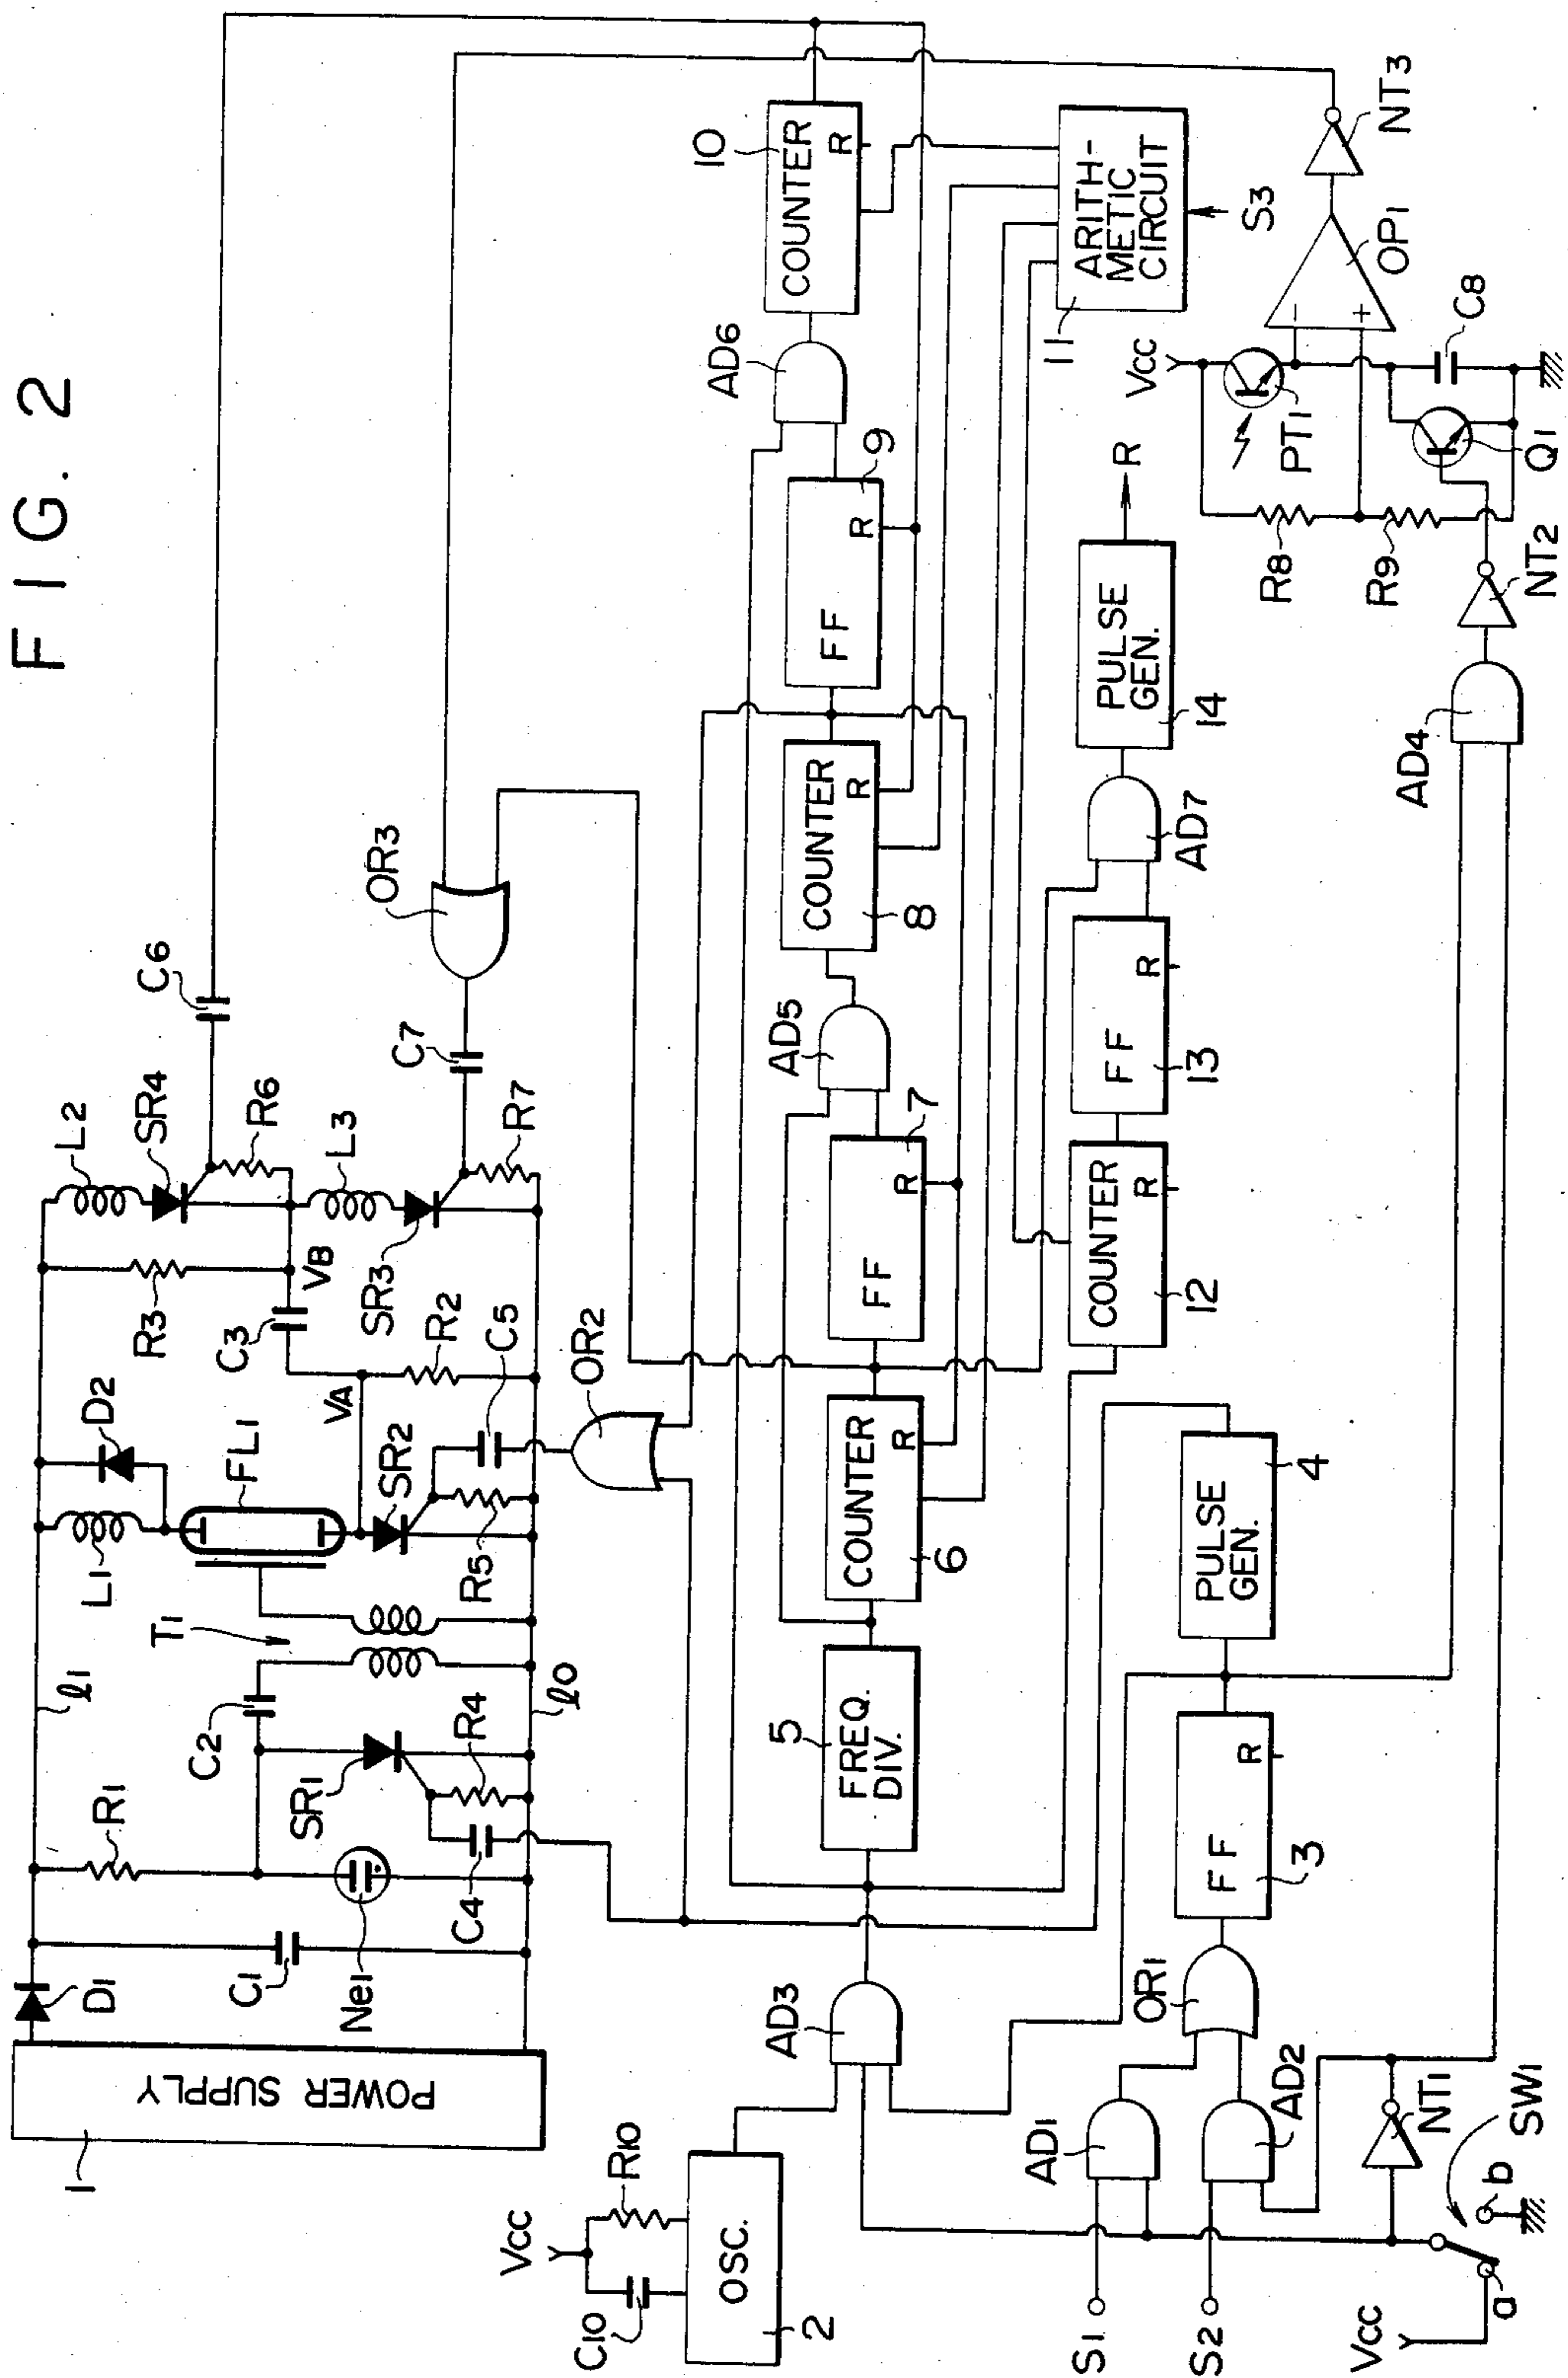 FIG. 2
1
POWER SUPPLY
D1
C1
R1
Ne1
l1
C2
SR1
R4
C4
l0
T1
L1
D2
FL1
SR2
R5
C5
VA
R2
OR2
R3
C3
VB
L2
SR4
R6
L3
SR3
R7
C6
C7
OR3
Vcc
C10
R10
OSC.
2
AD3
FREQ.
DIV.
5
COUNTER
R
6
FF
R
7
AD5
COUNTER
R
8
FF
R
9
AD6
COUNTER
R
10
ARITH-
METIC
CIRCUIT
11
S3
COUNTER
R
12
FF
R
13
AD7
PULSE
GEN.
14
R
S1
S2
AD1
AD2
OR1
FF
R
3
PULSE
GEN.
4
Vcc
a
b
SW1
NT1
AD4
NT2
Vcc
R8
R9
PT1
Q1
C8
-
+
OP1
NT3